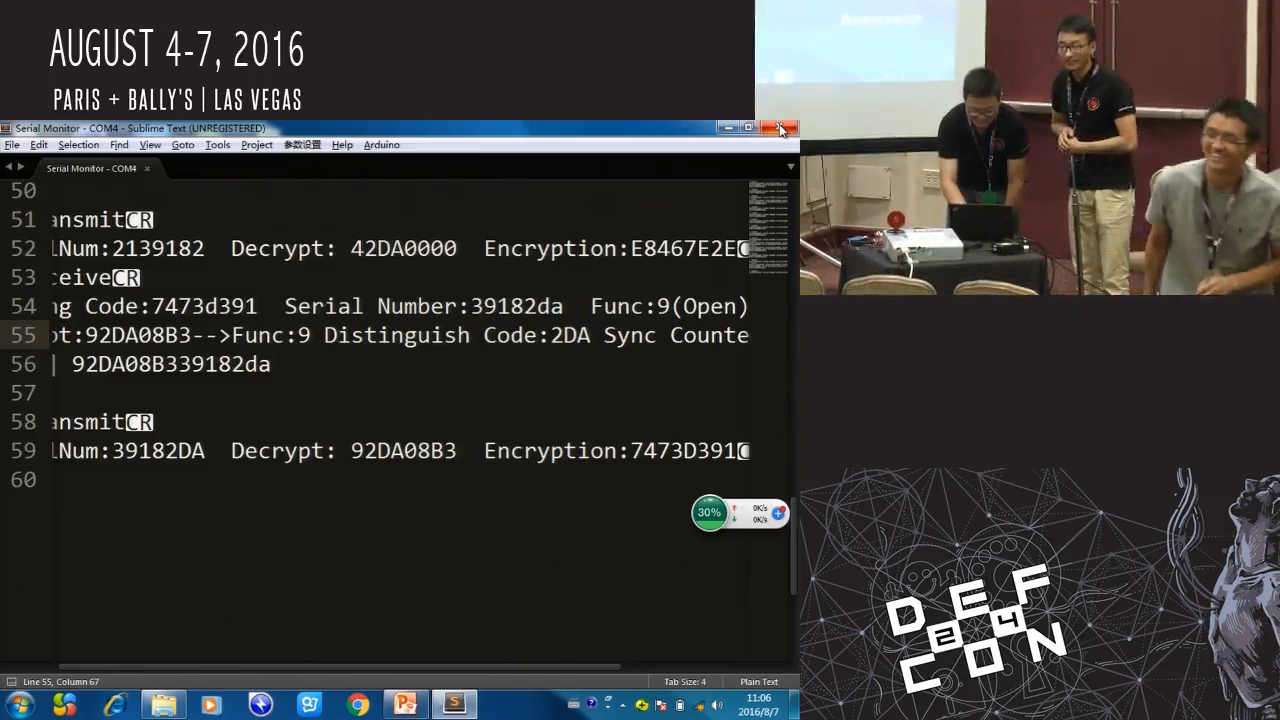 AUGUST 4-7, 2016
PARIS + BALLY'S | LAS VEGAS
Serial Monitor - COM4 - Sublime Text (UNREGISTERED)
File Edit Selection Find View Goto Tools Project 参数设置 Help Arduino
Serial Monitor - COM4
50
51 ansmitCR
52 lNum:2139182 Decrypt: 42DA0000 Encryption:E8467E2E
53 ceiveCR
54 ng Code:7473d391 Serial Number:39182da Func:9(Open)
55 pt:92DA08B3-->Func:9 Distinguish Code:2DA Sync Counte
56 | 92DA08B339182da
57
58 ansmitCR
59 lNum:39182DA Decrypt: 92DA08B3 Encryption:7473D391
60
30% 0K/s
0K/s
Line 55, Column 67 Tab Size: 4 Plain Text
11:06
2016/8/7
DEF
24
CON